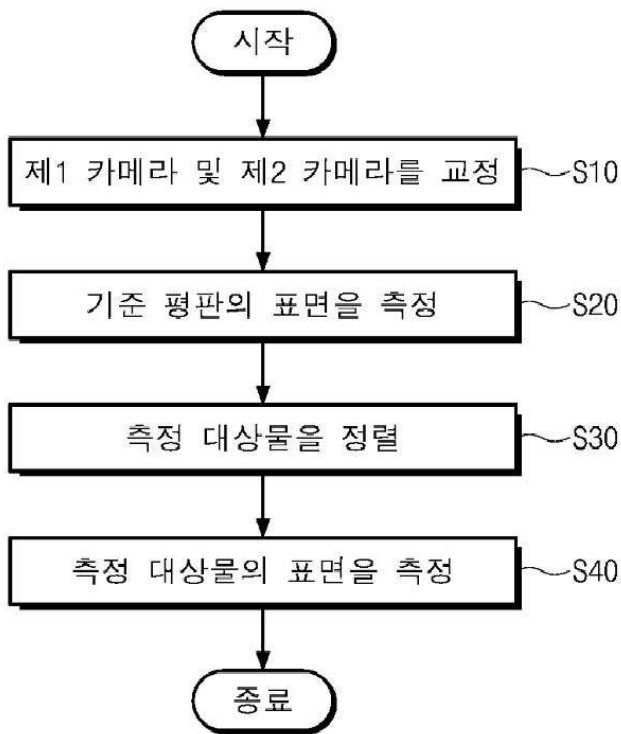 시작
제1 카메라 및 제2 카메라를 교정 S10
기준 평판의 표면을 측정 S20
측정 대상물을 정렬 S30
측정 대상물의 표면을 측정 S40
종료